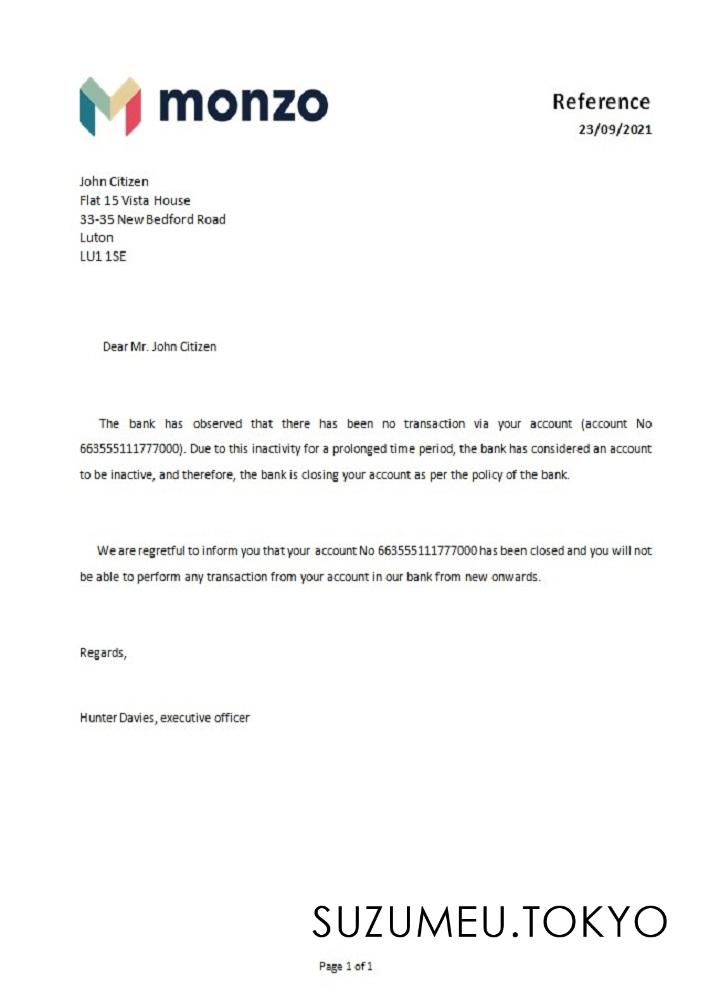 monzo
Reference
23/09/2021
John Citizen
Flat 15 Vista House
33-35 New Bedford Road
Luton
LU1 1SE
Dear Mr. John Citizen
The bank has observed that there has been no transaction via your account (account No
663555111777000). Due to this inactivity for a prolonged time period, the bank has considered an account
to be inactive, and therefore, the bank is closing your account as per the policy of the bank.
We are regretful to inform you that your account No 663555111777000 has been closed and you will not
be able to perform any transaction from your account in our bank from new onwards.
Regards,
Hunter Davies, executive officer
SUZUMEU.TOKYO
Page 1 of 1